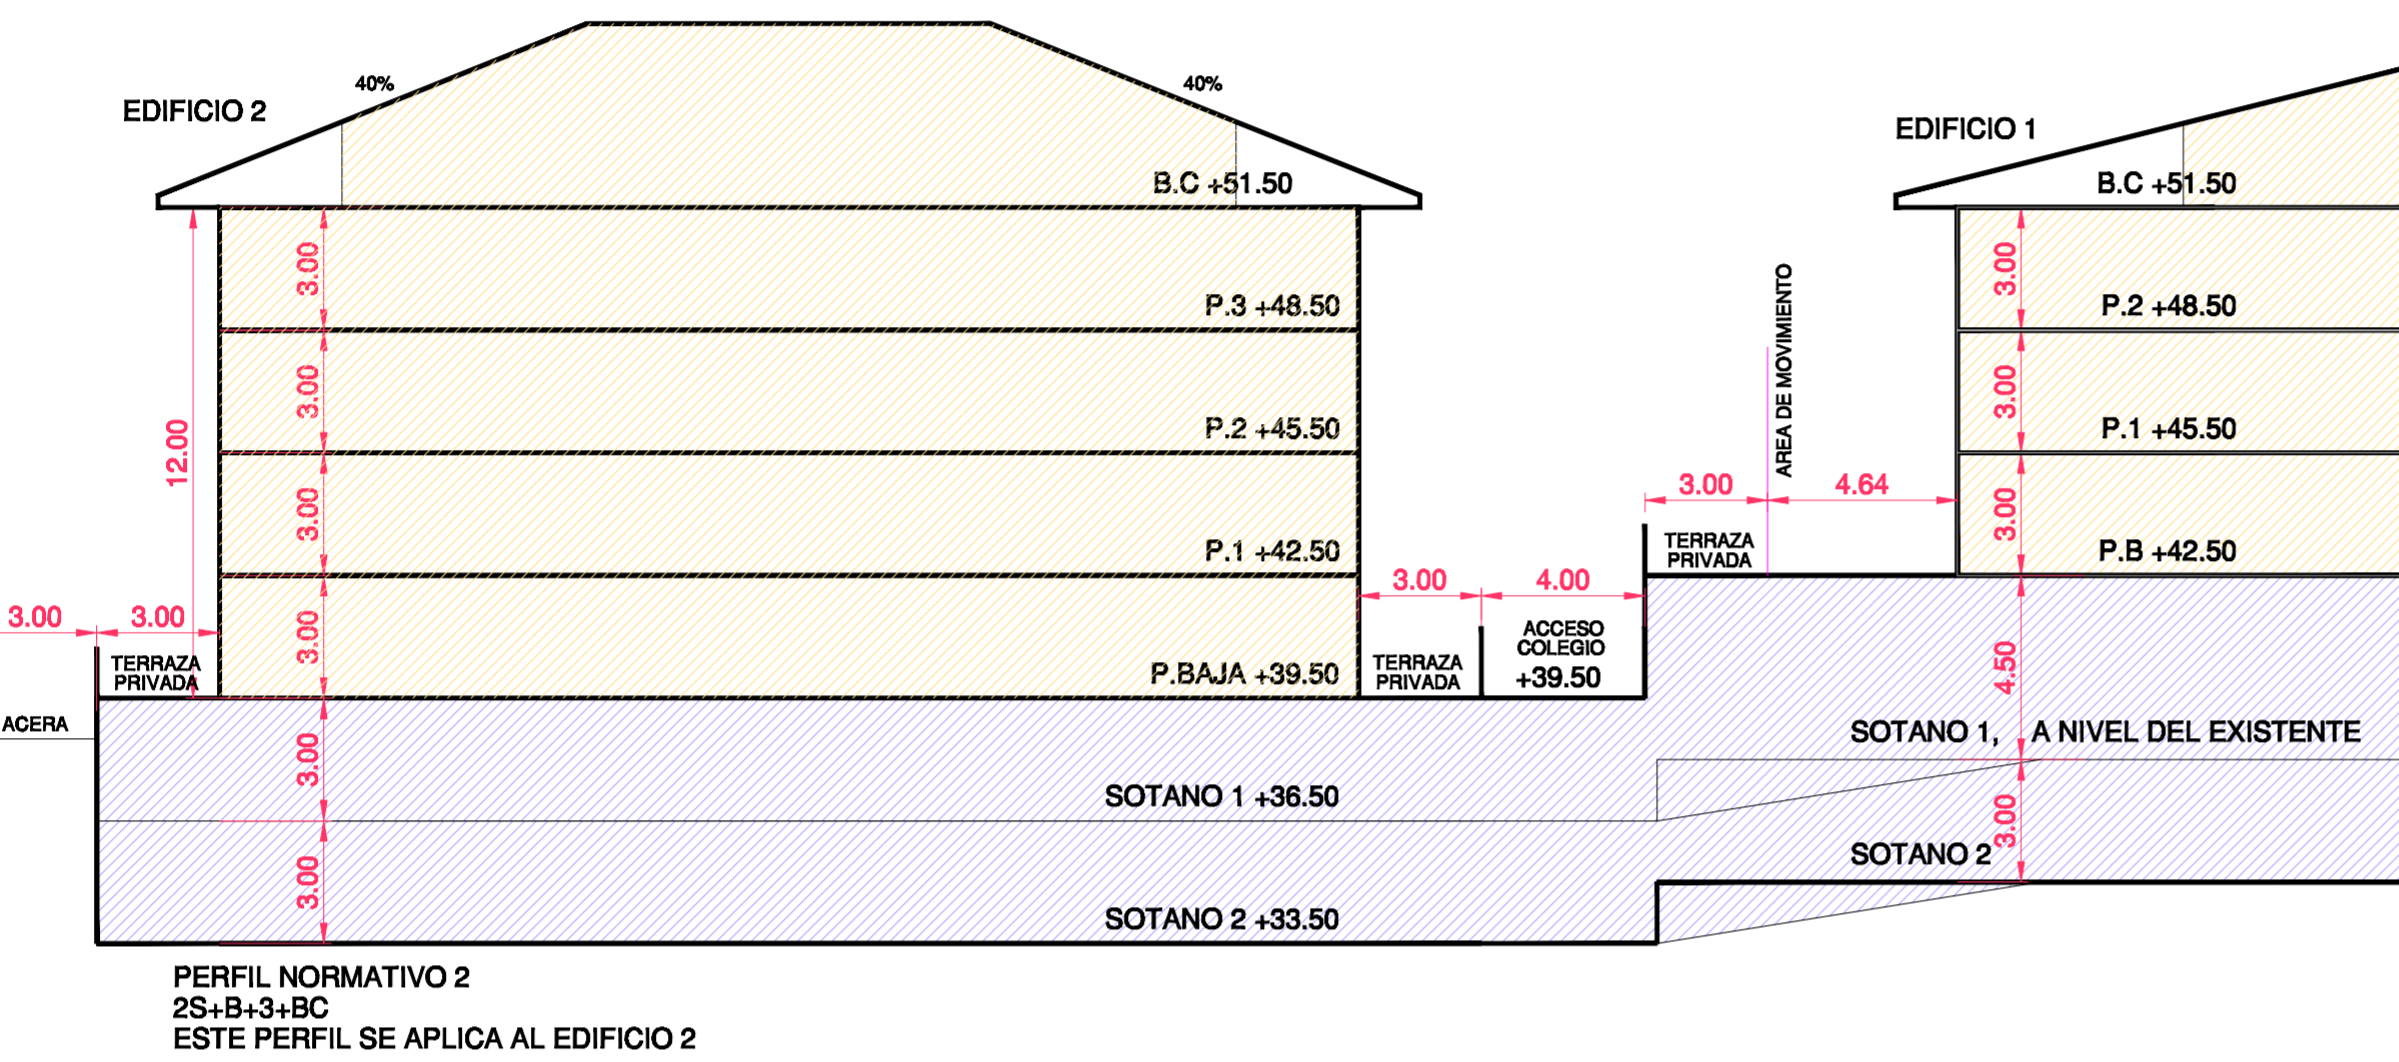 40%
40%
EDIFICIO 2
EDIFICIO 1
B.C +51.50
B.C +51.50
3.00
P.3 +48.50
3.00
P.2 +48.50
AREA DE MOVIMIENTO
12.00
3.00
P.2 +45.50
3.00
P.1 +45.50
3.00
4.64
3.00
P.1 +42.50
TERRAZA
PRIVADA
3.00
P.B +42.50
3.00
4.00
3.00
3.00
3.00
TERRAZA
PRIVADA
P.BAJA +39.50
TERRAZA
PRIVADA
ACCESO
COLEGIO
+39.50
4.50
ACERA
3.00
SOTANO 1, A NIVEL DEL EXISTENTE
SOTANO 1 +36.50
3.00
SOTANO 2
3.00
SOTANO 2 +33.50
PERFIL NORMATIVO 2
2S+B+3+BC
ESTE PERFIL SE APLICA AL EDIFICIO 2